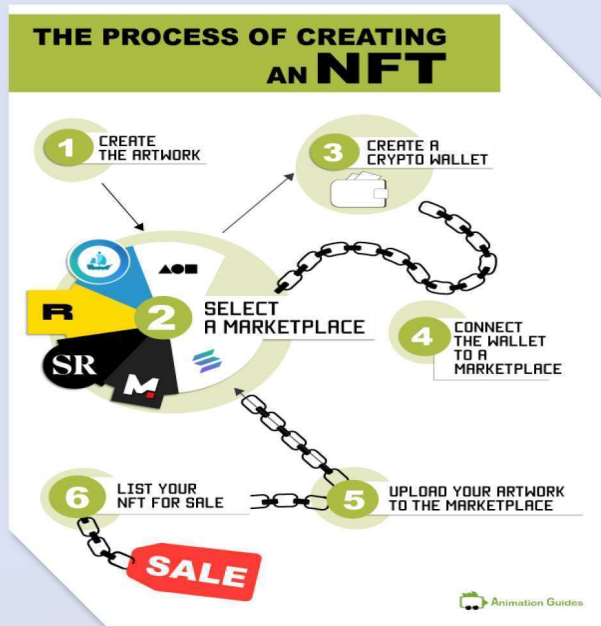 THE PROCESS OF CREATING
AN NFT
1 CREATE
THE ARTWORK
3 CREATE A
CRYPTO WALLET
R
2 SELECT
A MARKETPLACE
SR
M
4 CONNECT
THE WALLET
TO A
MARKETPLACE
6 LIST YOUR
NFT FOR SALE
5 UPLOAD YOUR ARTWORK
TO THE MARKETPLACE
SALE
Animation Guides